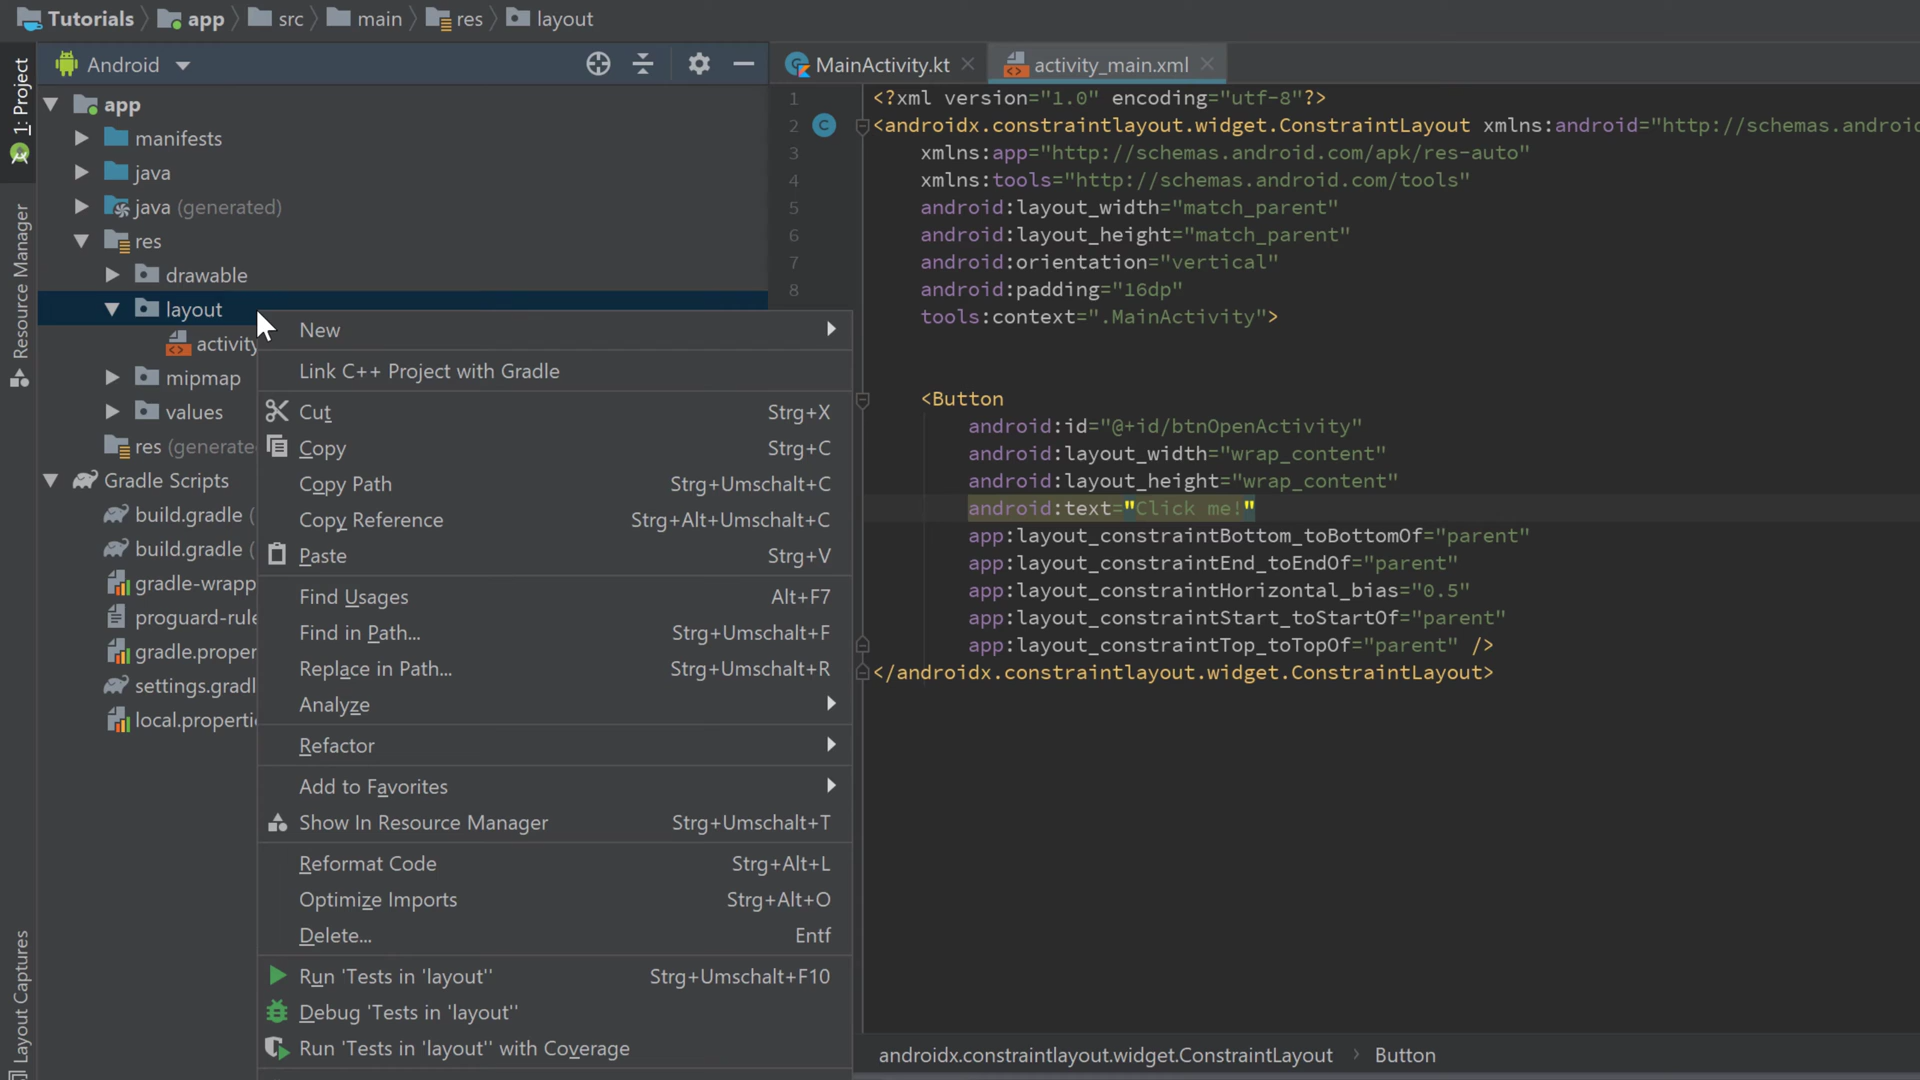 Tutorials app src main res layout
1: Project
Resource Manager
Layout Captures
Android
app
manifests
java
java (generated)
res
drawable
layout
activity
mipmap
values
res (generate
Gradle Scripts
build.gradle (
build.gradle (
gradle-wrapp
proguard-rule
gradle.proper
settings.gradl
local.properti
New
Link C++ Project with Gradle
Cut Strg+X
Copy Strg+C
Copy Path Strg+Umschalt+C
Copy Reference Strg+Alt+Umschalt+C
Paste Strg+V
Find Usages Alt+F7
Find in Path... Strg+Umschalt+F
Replace in Path... Strg+Umschalt+R
Analyze
Refactor
Add to Favorites
Show In Resource Manager Strg+Umschalt+T
Reformat Code Strg+Alt+L
Optimize Imports Strg+Alt+O
Delete... Entf
Run 'Tests in 'layout'' Strg+Umschalt+F10
Debug 'Tests in 'layout''
Run 'Tests in 'layout'' with Coverage
MainActivity.kt activity_main.xml
1 <?xml version="1.0" encoding="utf-8"?>
2 C <androidx.constraintlayout.widget.ConstraintLayout xmlns:android="http://schemas.androi
3 xmlns:app="http://schemas.android.com/apk/res-auto"
4 xmlns:tools="http://schemas.android.com/tools"
5 android:layout_width="match_parent"
6 android:layout_height="match_parent"
7 android:orientation="vertical"
8 android:padding="16dp"
tools:context=".MainActivity">
<Button
android:id="@+id/btnOpenActivity"
android:layout_width="wrap_content"
android:layout_height="wrap_content"
android:text="Click me!"
app:layout_constraintBottom_toBottomOf="parent"
app:layout_constraintEnd_toEndOf="parent"
app:layout_constraintHorizontal_bias="0.5"
app:layout_constraintStart_toStartOf="parent"
app:layout_constraintTop_toTopOf="parent" />
</androidx.constraintlayout.widget.ConstraintLayout>
androidx.constraintlayout.widget.ConstraintLayout › Button